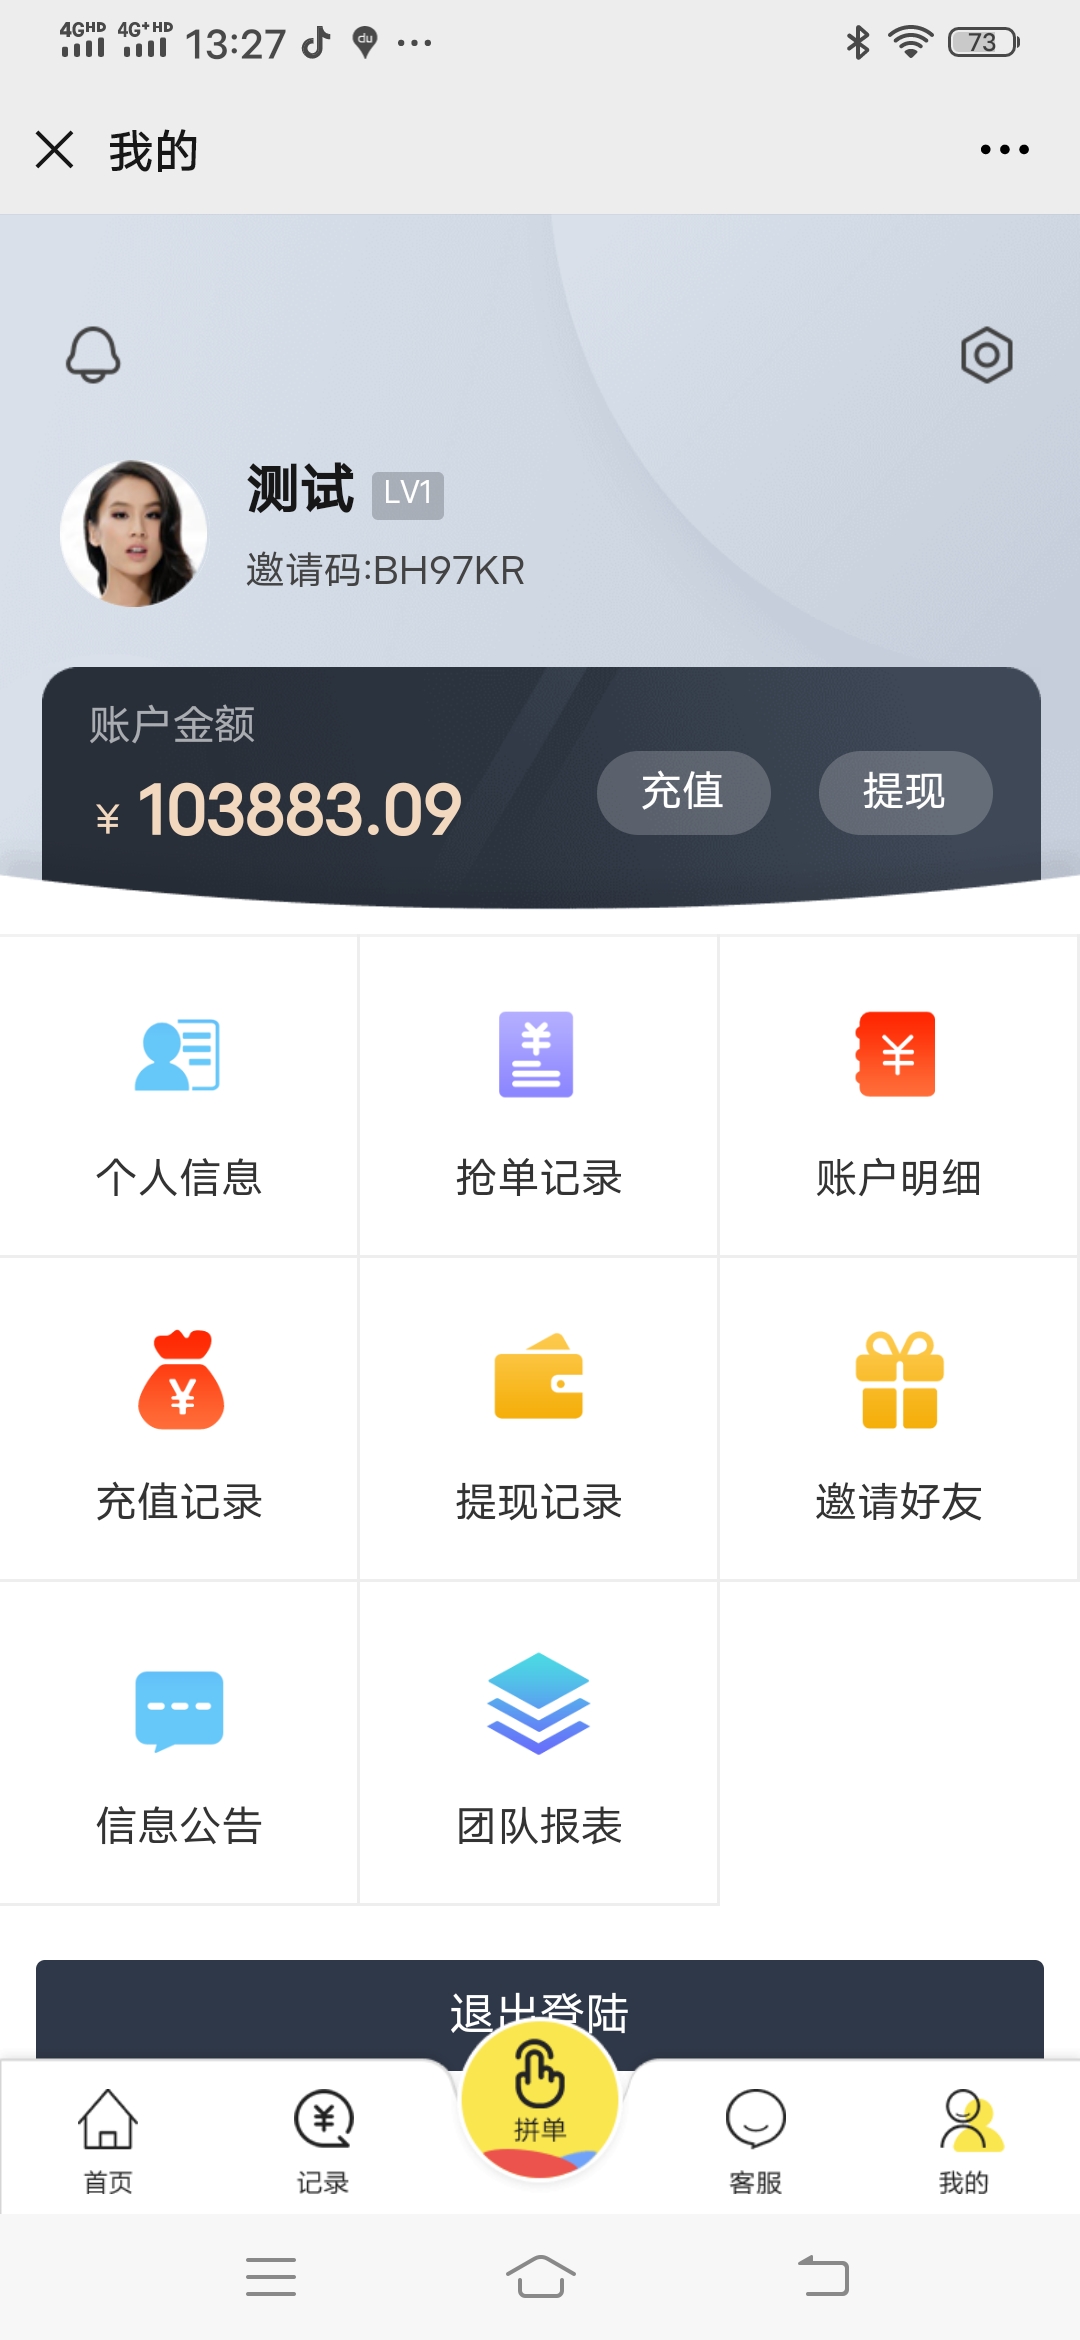 4GHD 4G+HD 13:27 du 73
我的
测试 LV1
邀请码:BH97KR
账户金额
¥ 103883.09 充值 提现
个人信息 抢单记录 账户明细
充值记录 提现记录 邀请好友
信息公告 团队报表
退出登陆
拼单
首页 记录 客服 我的